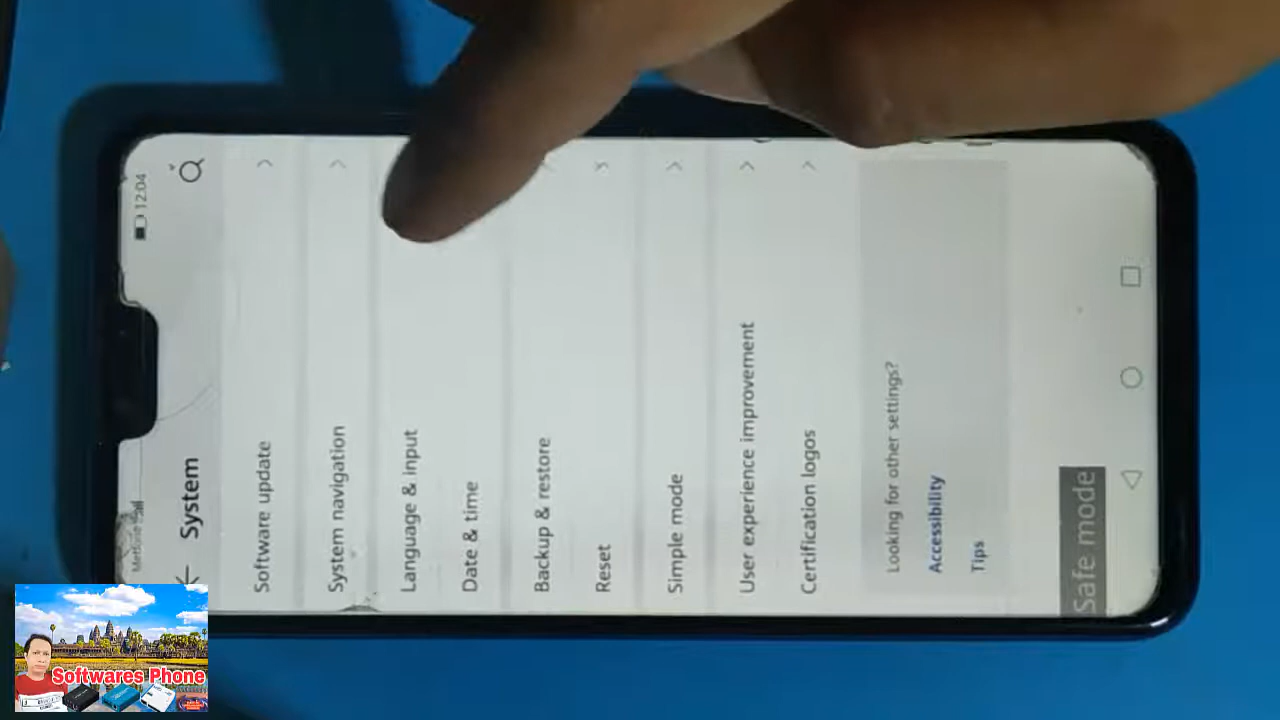 Metfone
12:04
System
Software update
System navigation
Language & input
Date & time
Backup & restore
Reset
Simple mode
User experience improvement
Certification logos
Looking for other settings?
Accessibility
Tips
Safe mode
Softwares Phone